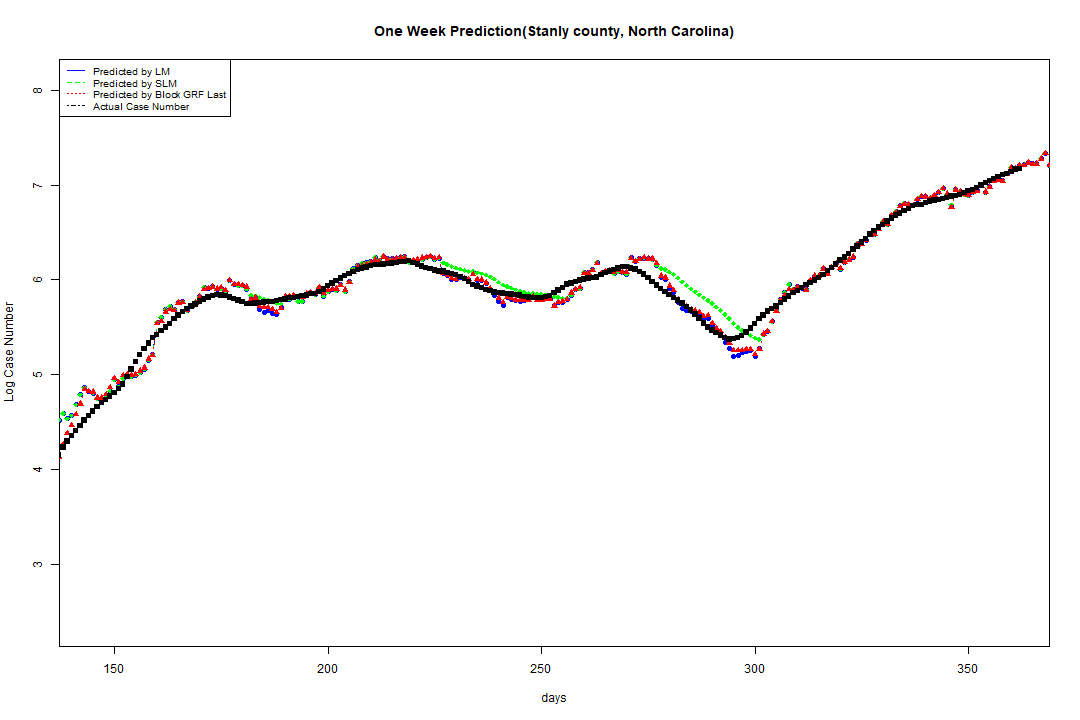 One Week Prediction(Stanly county, North Carolina)
Predicted by LM
Predicted by SLM
Predicted by Block GRF Last
Actual Case Number
8
7
6
5
4
3
Log Case Number
150 200 250 300 350
days